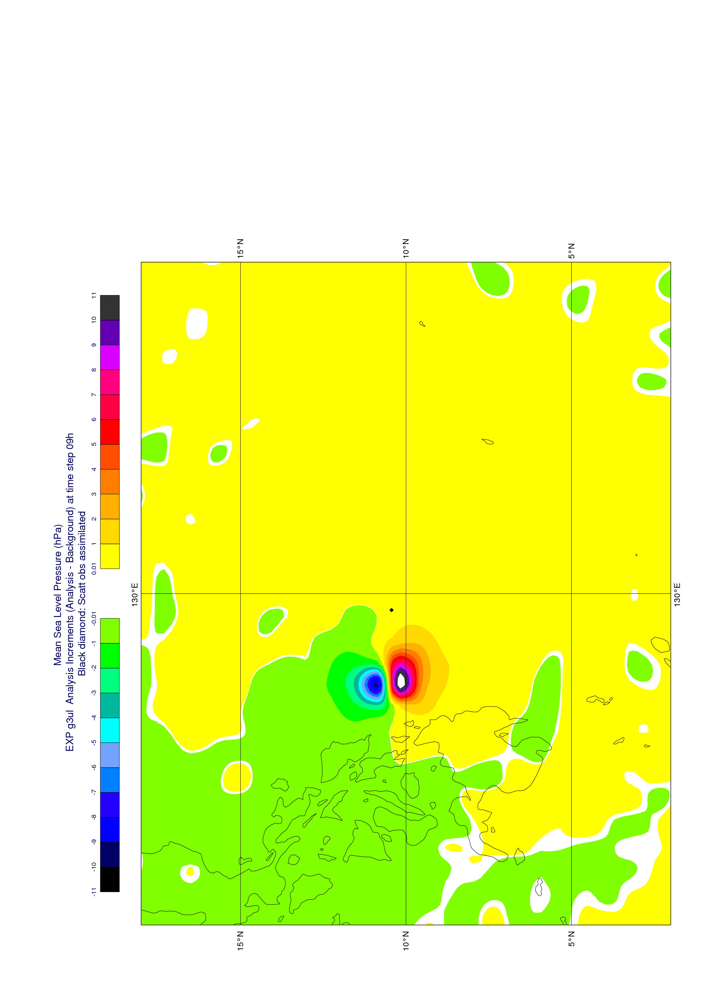 Mean Sea Level Pressure (hPa)
EXP g3ul Analysis Increments (Analysis - Background) at time step 09h
Black diamond: Scatt obs assimilated
-11 -10 -9 -8 -7 -6 -5 -4 -3 -2 -1 -0.01 0.01 1 2 3 4 5 6 7 8 9 10 11
130°E
15°N 15°N
10°N 10°N
5°N 5°N
130°E